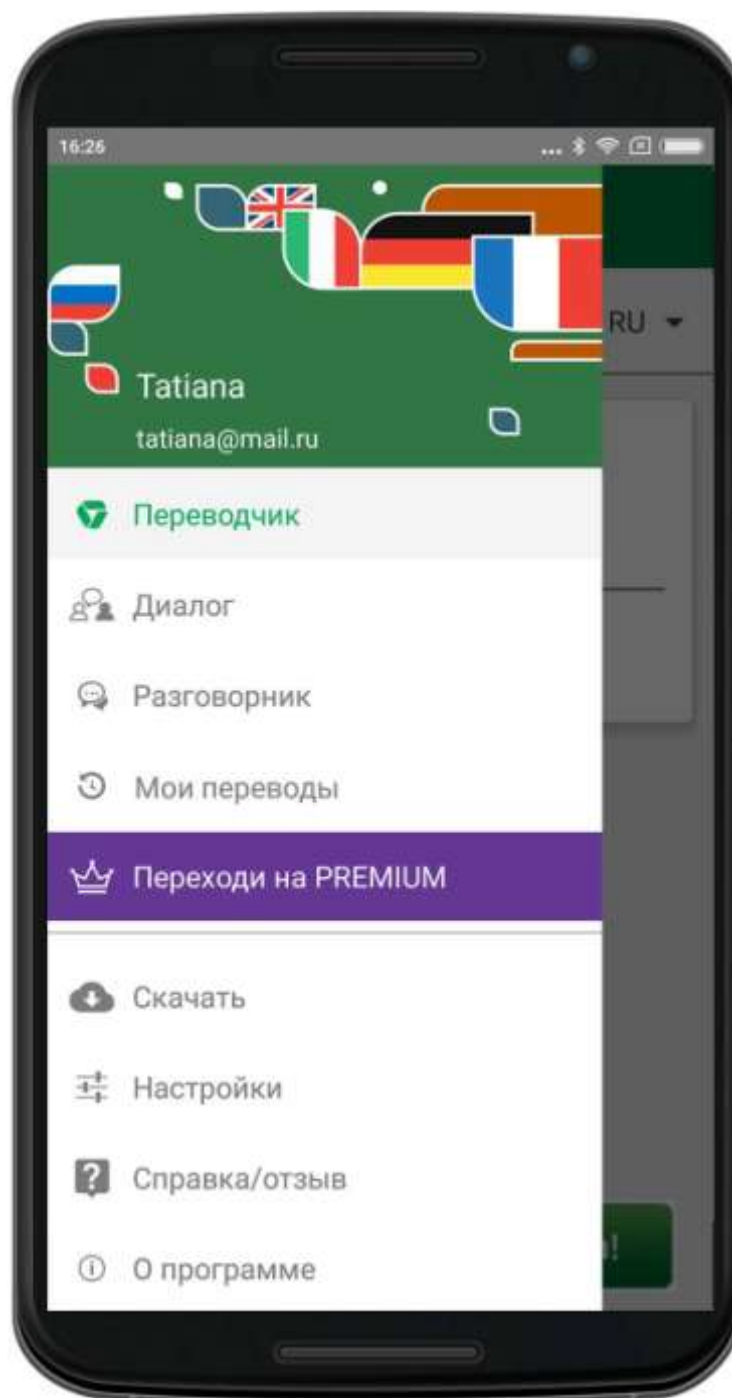 16:26
RU
Tatiana
tatiana@mail.ru
Переводчик
Диалог
Разговорник
Мои переводы
Переходи на PREMIUM
Скачать
Настройки
Справка/отзыв
О программе